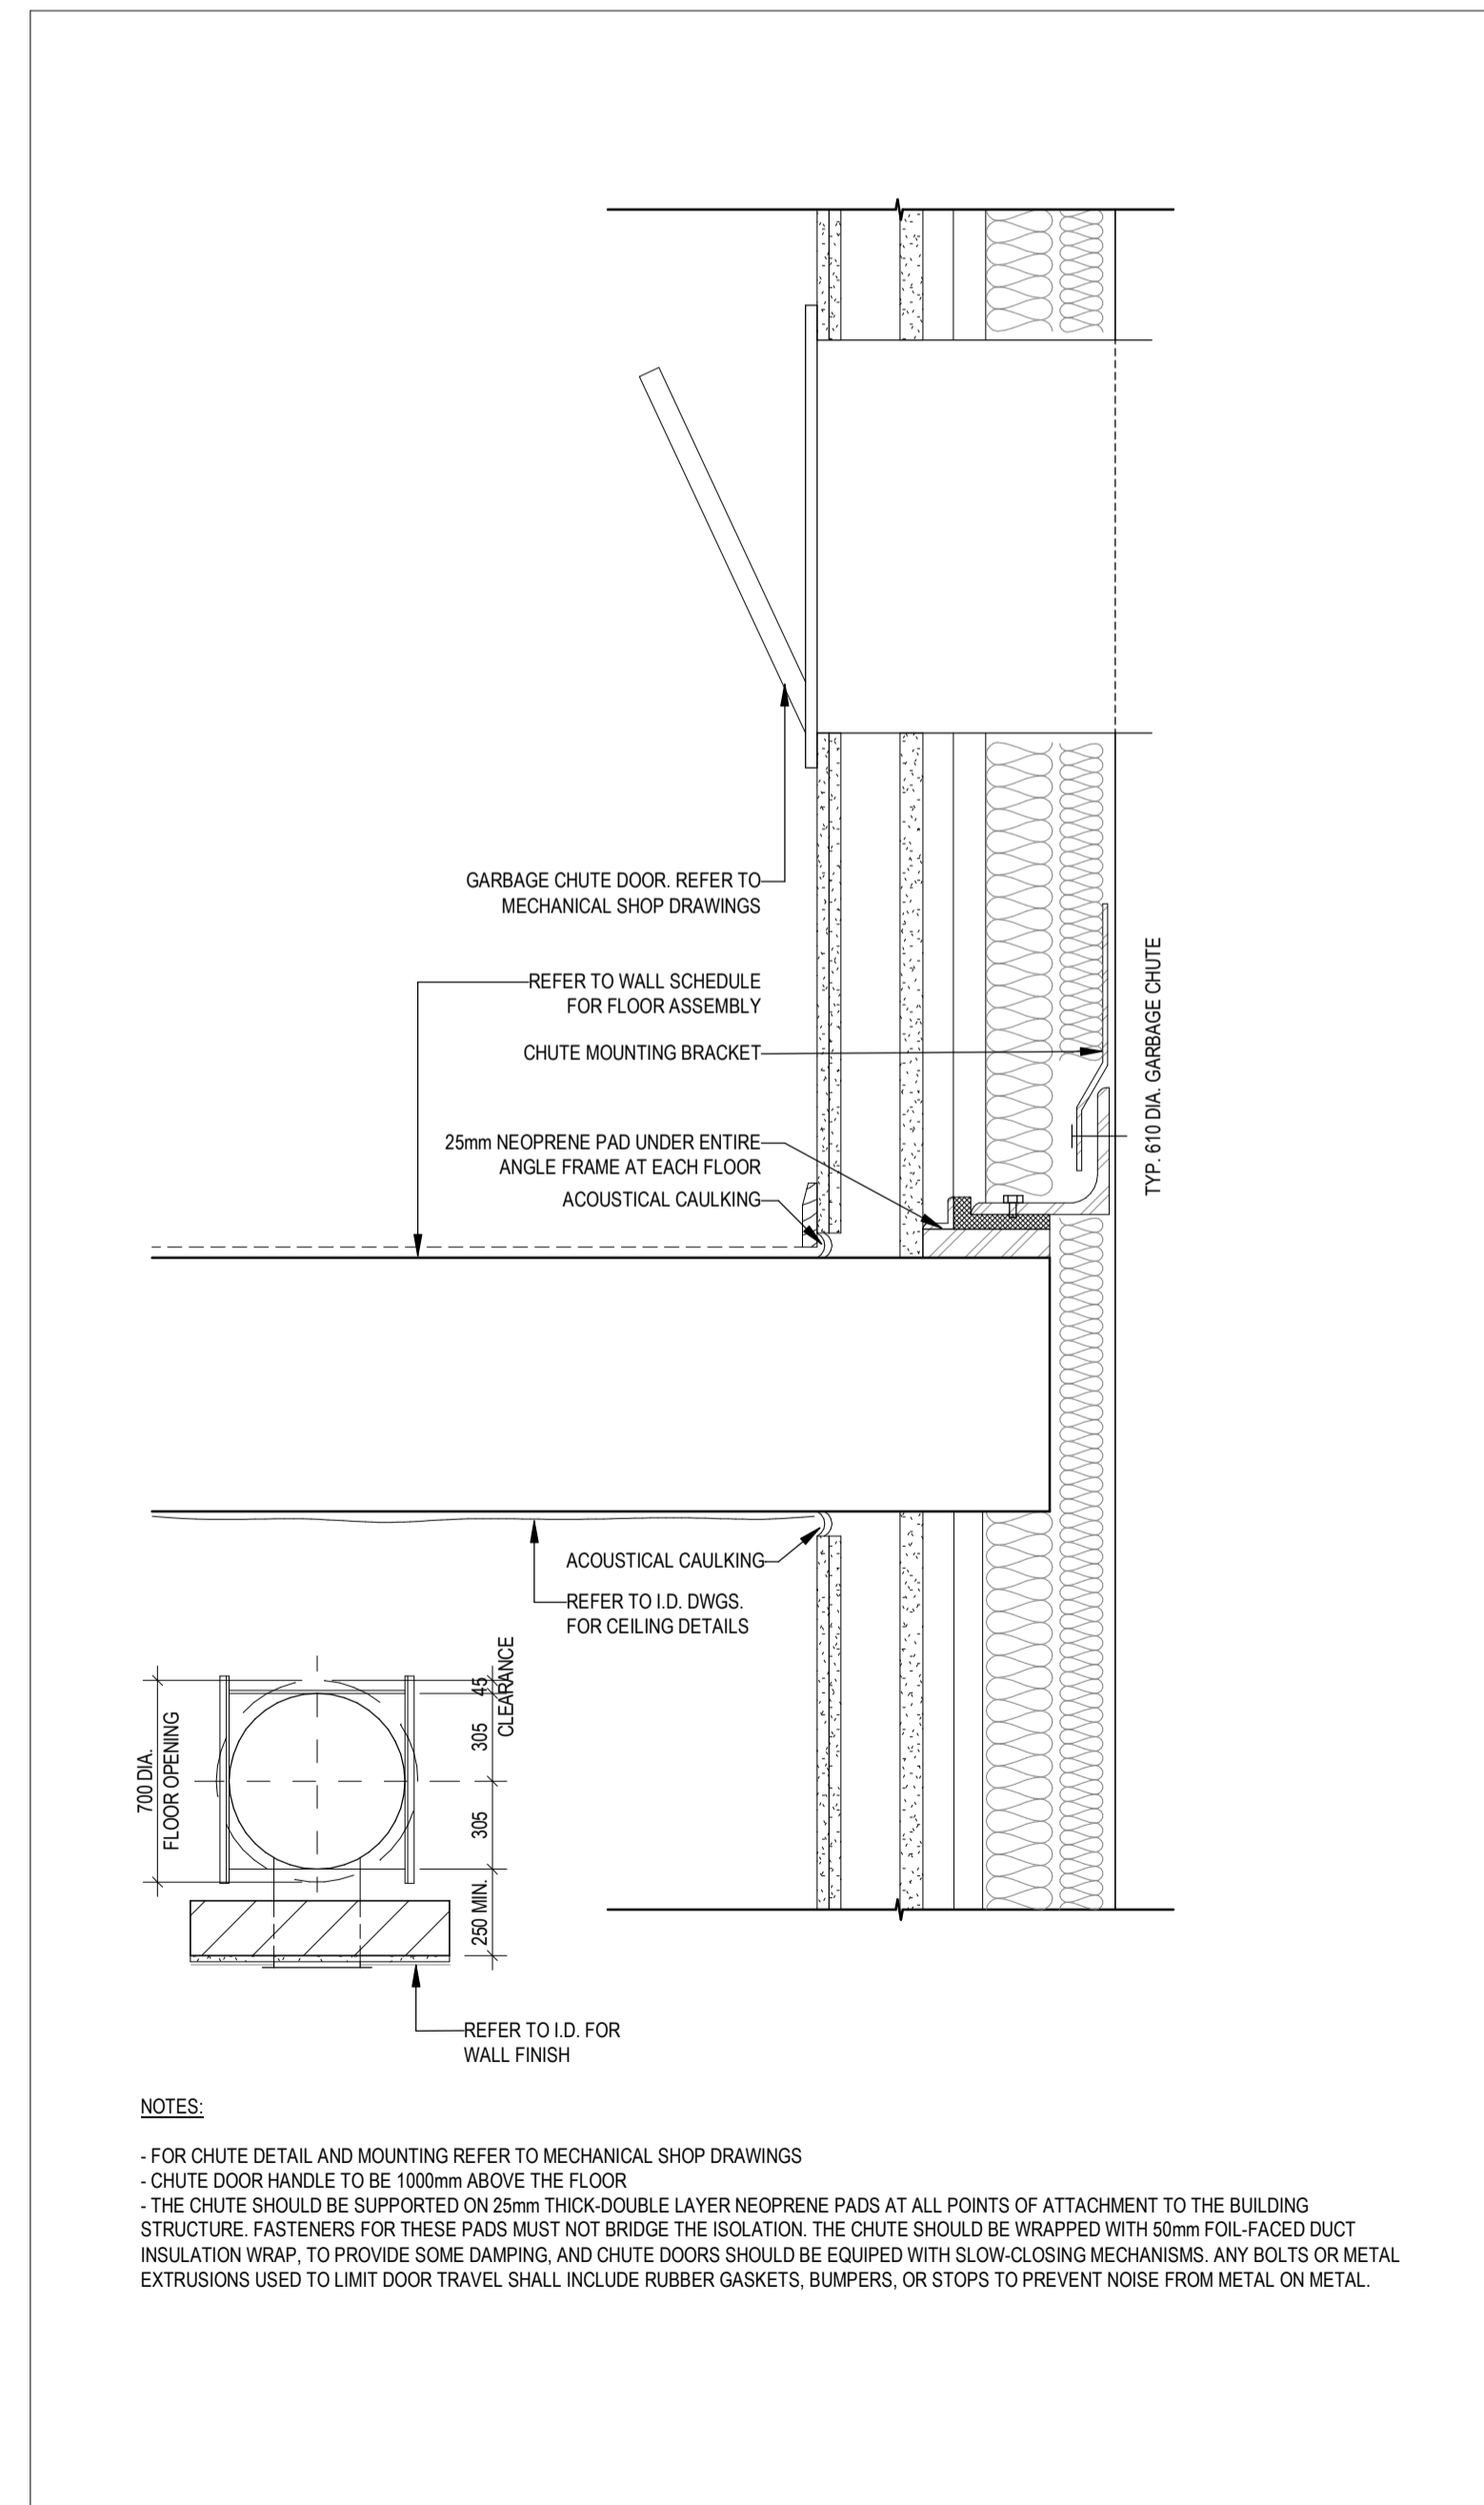 GARBAGE CHUTE DOOR. REFER TO
MECHANICAL SHOP DRAWINGS
REFER TO WALL SCHEDULE
FOR FLOOR ASSEMBLY
CHUTE MOUNTING BRACKET
25mm NEOPRENE PAD UNDER ENTIRE
ANGLE FRAME AT EACH FLOOR
ACOUSTICAL CAULKING
TYP. 610 DIA. GARBAGE CHUTE
ACOUSTICAL CAULKING
REFER TO I.D. DWGS.
FOR CEILING DETAILS
700 DIA.
FLOOR OPENING
45
CLEARANCE
305
305
250 MIN.
REFER TO I.D. FOR
WALL FINISH
NOTES:
- FOR CHUTE DETAIL AND MOUNTING REFER TO MECHANICAL SHOP DRAWINGS
- CHUTE DOOR HANDLE TO BE 1000mm ABOVE THE FLOOR
- THE CHUTE SHOULD BE SUPPORTED ON 25mm THICK-DOUBLE LAYER NEOPRENE PADS AT ALL POINTS OF ATTACHMENT TO THE BUILDING
STRUCTURE. FASTENERS FOR THESE PADS MUST NOT BRIDGE THE ISOLATION. THE CHUTE SHOULD BE WRAPPED WITH 50mm FOIL-FACED DUCT
INSULATION WRAP, TO PROVIDE SOME DAMPING, AND CHUTE DOORS SHOULD BE EQUIPED WITH SLOW-CLOSING MECHANISMS. ANY BOLTS OR METAL
EXTRUSIONS USED TO LIMIT DOOR TRAVEL SHALL INCLUDE RUBBER GASKETS, BUMPERS, OR STOPS TO PREVENT NOISE FROM METAL ON METAL.